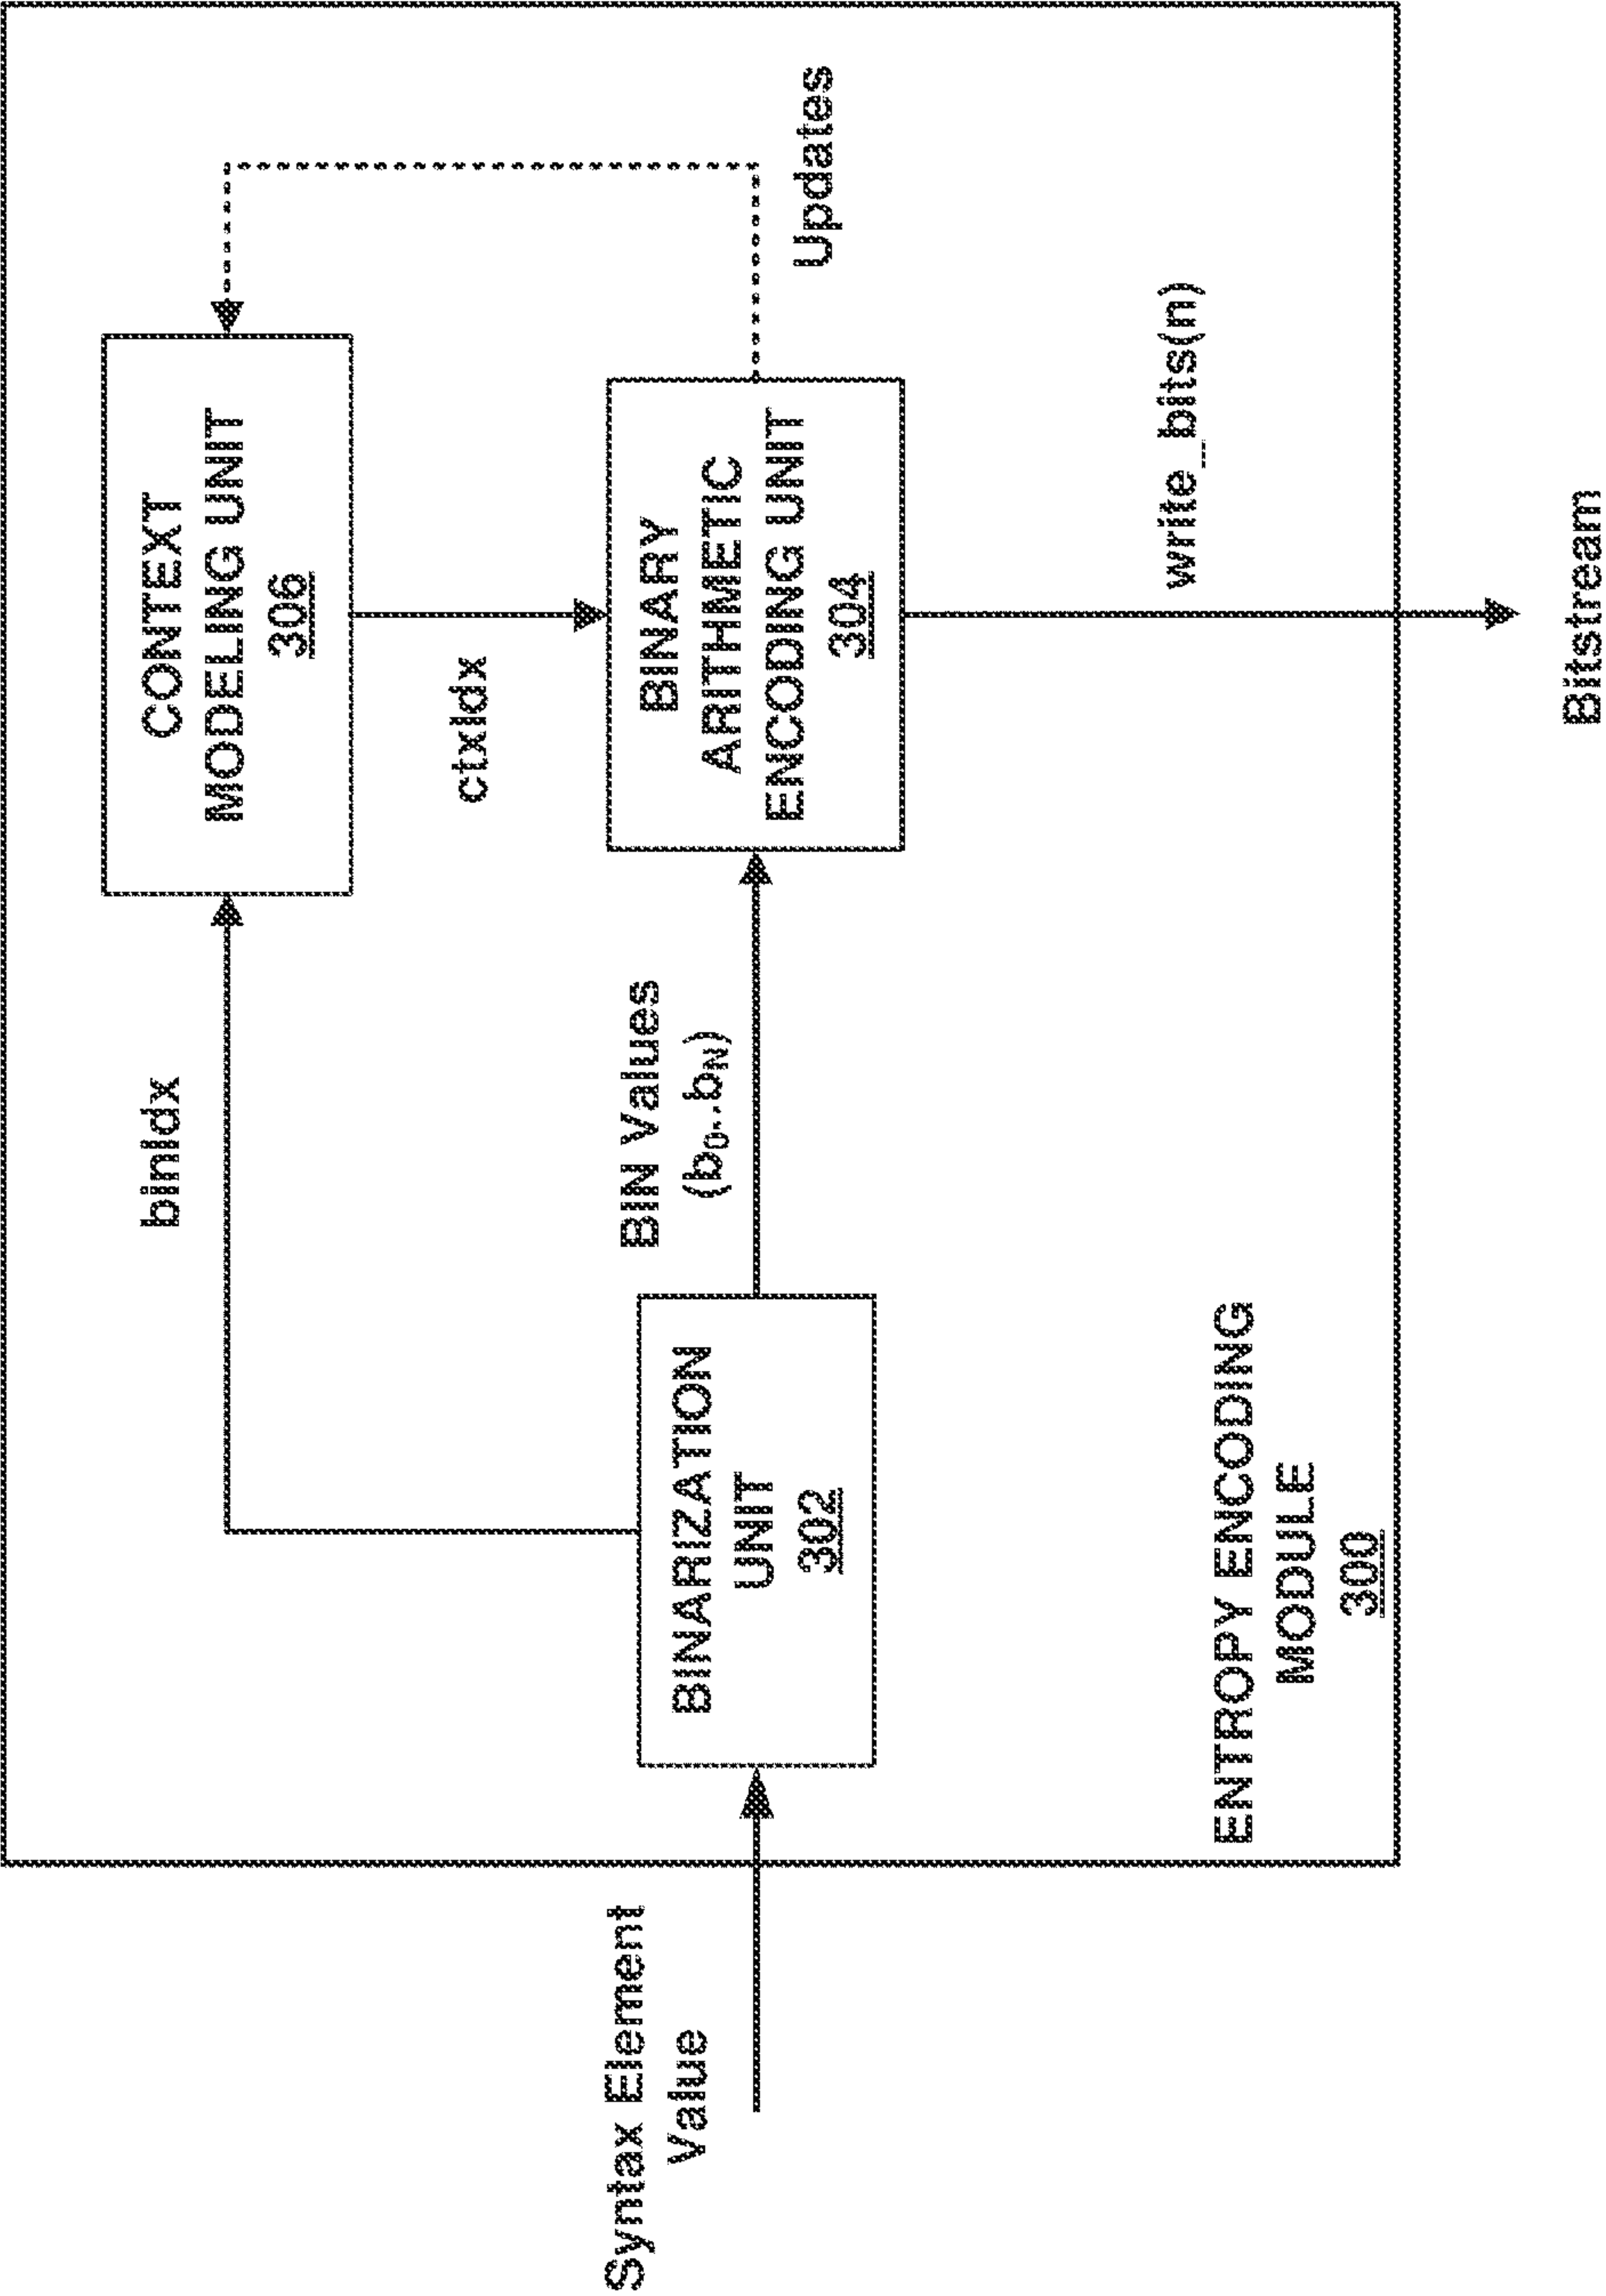 Syntax Element
Value
BINARIZATION
UNIT
302
binIdx
BIN Values
(b0..bN)
CONTEXT
MODELING UNIT
306
ctxIdx
BINARY
ARITHMETIC
ENCODING UNIT
304
Updates
write_bits(n)
ENTROPY ENCODING
MODULE
300
Bitstream